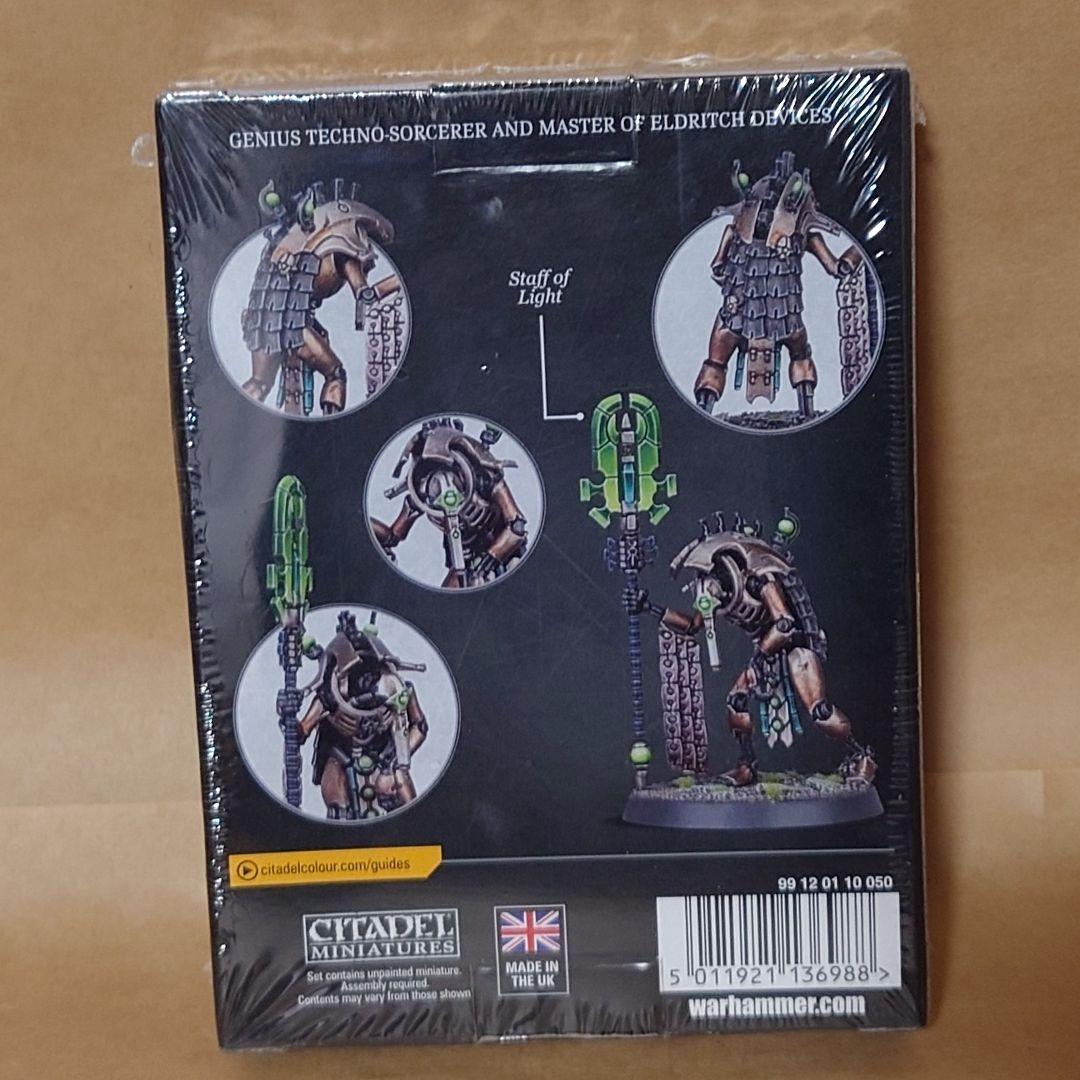 GENIUS TECHNO-SORCERER AND MASTER OF ELDRITCH DEVICES
Staff of
Light
citadelcolour.com/guides
99 12 01 10 050
CITADEL
MINIATURES
Set contains unpainted miniature.
Assembly required.
Contents may vary from those shown
MADE IN
THE UK
5 011921 136988 >
warhammer.com